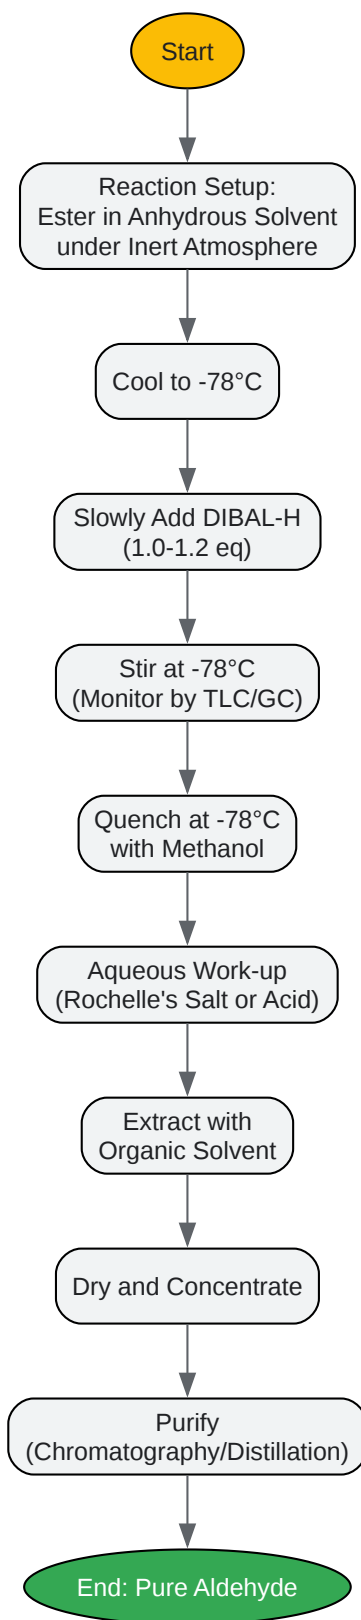 Start
Reaction Setup:
Ester in Anhydrous Solvent
under Inert Atmosphere
Cool to -78°C
Slowly Add DIBAL-H
(1.0-1.2 eq)
Stir at -78°C
(Monitor by TLC/GC)
Quench at -78°C
with Methanol
Aqueous Work-up
(Rochelle's Salt or Acid)
Extract with
Organic Solvent
Dry and Concentrate
Purify
(Chromatography/Distillation)
End: Pure Aldehyde